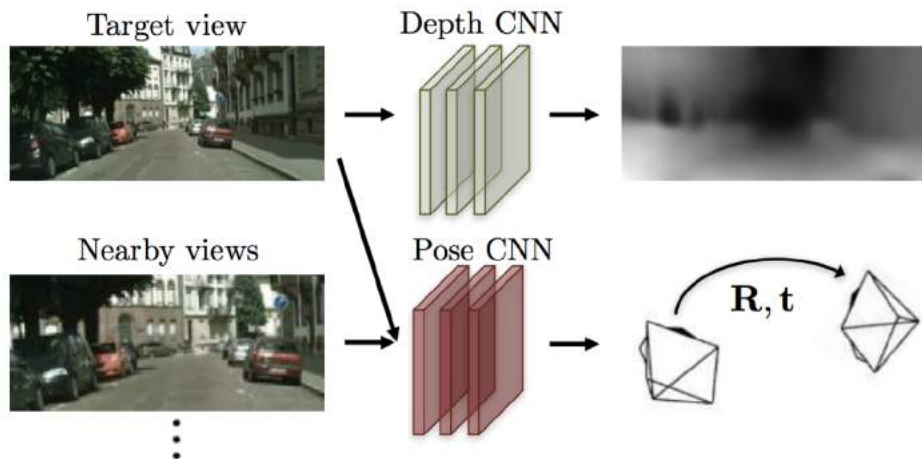 Target view
Depth CNN
Nearby views
Pose CNN
R, t